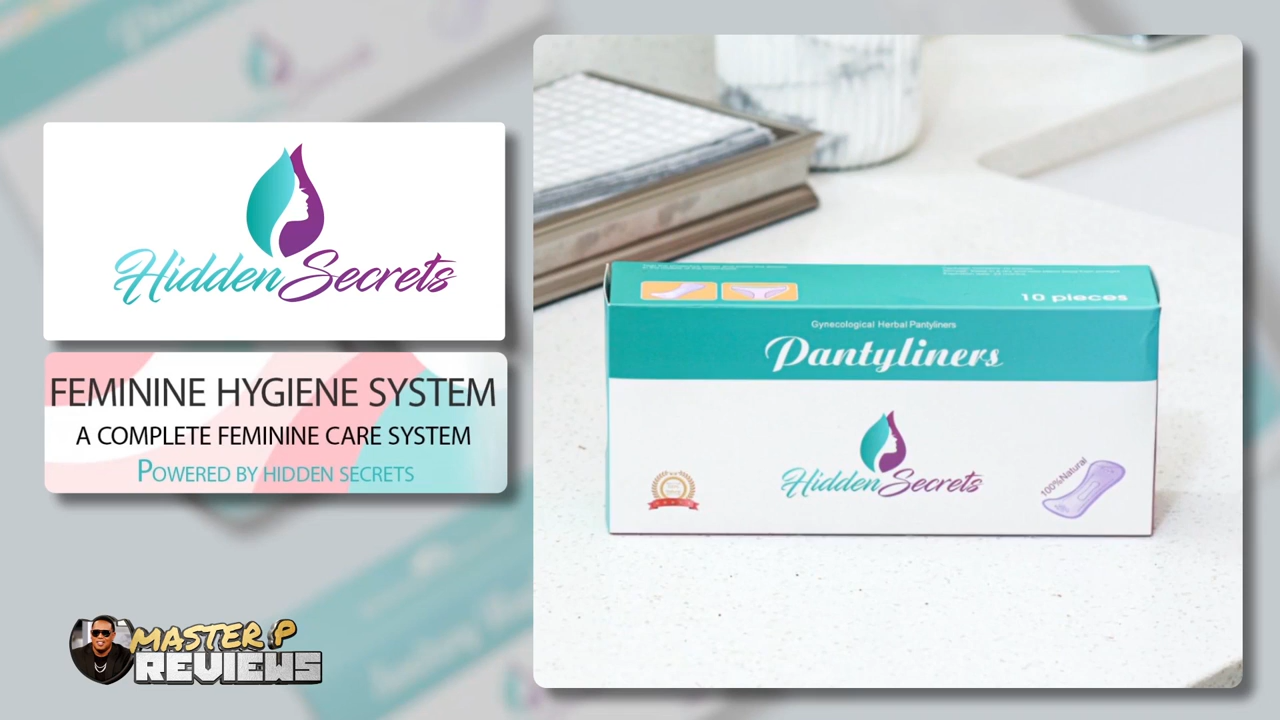 Hidden Secrets
FEMININE HYGIENE SYSTEM
A COMPLETE FEMININE CARE SYSTEM
POWERED BY HIDDEN SECRETS
MASTER P
REVIEWS
10 pieces
Gynecological Herbal Pantyliners
Pantyliners
Hidden Secrets
100%Natural